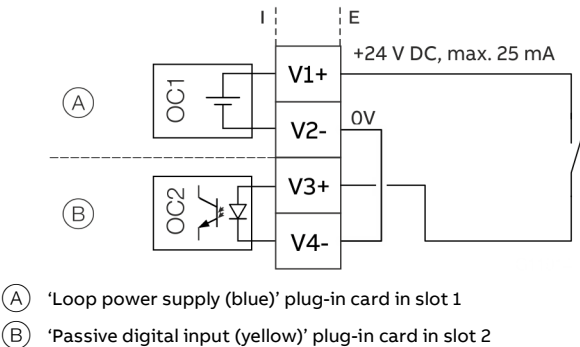 I E
+24 V DC, max. 25 mA
OC1
V1+
A
V2-
0V
OC2
V3+
B
V4-
A 'Loop power supply (blue)' plug-in card in slot 1
B 'Passive digital input (yellow)' plug-in card in slot 2